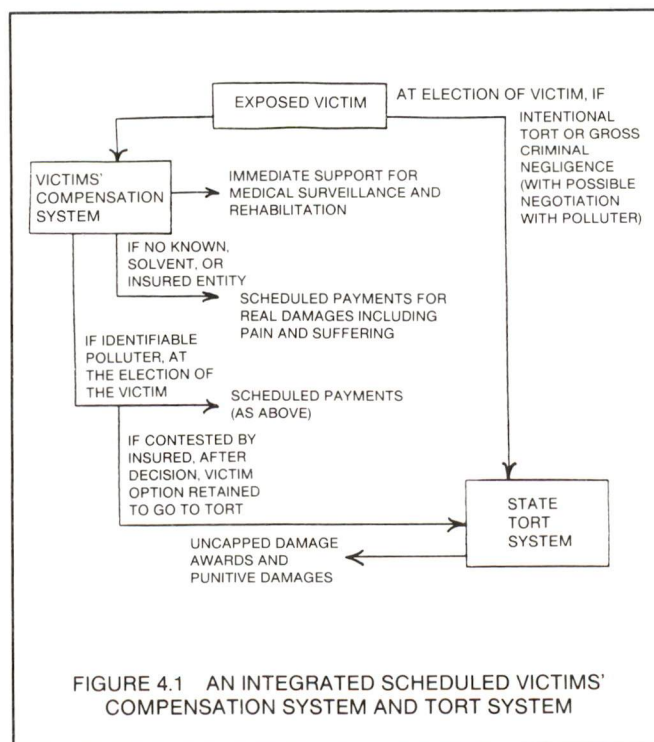 EXPOSED VICTIM
AT ELECTION OF VICTIM, IF
INTENTIONAL
TORT OR GROSS
CRIMINAL
NEGLIGENCE
(WITH POSSIBLE
NEGOTIATION
WITH POLLUTER)
VICTIMS'
COMPENSATION
SYSTEM
IMMEDIATE SUPPORT FOR
MEDICAL SURVEILLANCE AND
REHABILITATION
IF NO KNOWN,
SOLVENT, OR
INSURED ENTITY
SCHEDULED PAYMENTS FOR
REAL DAMAGES INCLUDING
PAIN AND SUFFERING
IF IDENTIFIABLE
POLLUTER, AT
THE ELECTION OF
THE VICTIM
SCHEDULED PAYMENTS
(AS ABOVE)
IF CONTESTED BY
INSURED, AFTER
DECISION, VICTIM
OPTION RETAINED
TO GO TO TORT
STATE
TORT
SYSTEM
UNCAPPED DAMAGE
AWARDS AND
PUNITIVE DAMAGES
FIGURE 4.1 AN INTEGRATED SCHEDULED VICTIMS'
COMPENSATION SYSTEM AND TORT SYSTEM